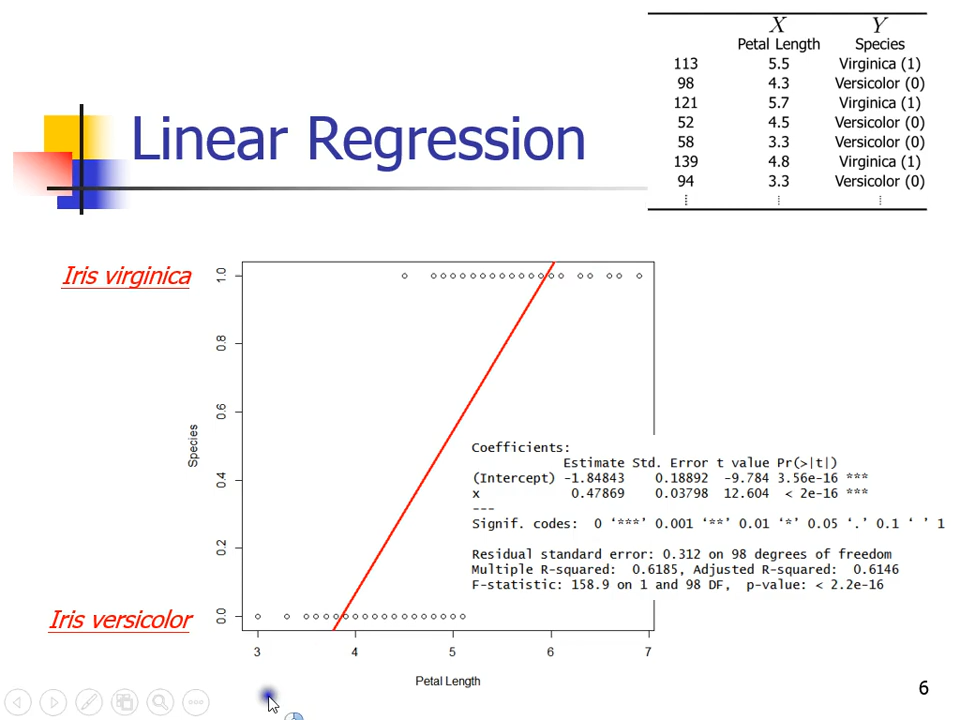 X Y
Petal Length Species
113 5.5 Virginica (1)
98 4.3 Versicolor (0)
121 5.7 Virginica (1)
52 4.5 Versicolor (0)
58 3.3 Versicolor (0)
139 4.8 Virginica (1)
94 3.3 Versicolor (0)
⋮ ⋮ ⋮
Linear Regression
Iris virginica
Iris versicolor
1.0
0.8
0.6
0.4
0.2
0.0
Species
Coefficients:
Estimate Std. Error t value Pr(>|t|)
(Intercept) -1.84843 0.18892 -9.784 3.56e-16 ***
x 0.47869 0.03798 12.604 < 2e-16 ***
---
Signif. codes: 0 ‘***’ 0.001 ‘**’ 0.01 ‘*’ 0.05 ‘.’ 0.1 ‘ ’ 1
Residual standard error: 0.312 on 98 degrees of freedom
Multiple R-squared: 0.6185, Adjusted R-squared: 0.6146
F-statistic: 158.9 on 1 and 98 DF, p-value: < 2.2e-16
3 4 5 6 7
Petal Length
6